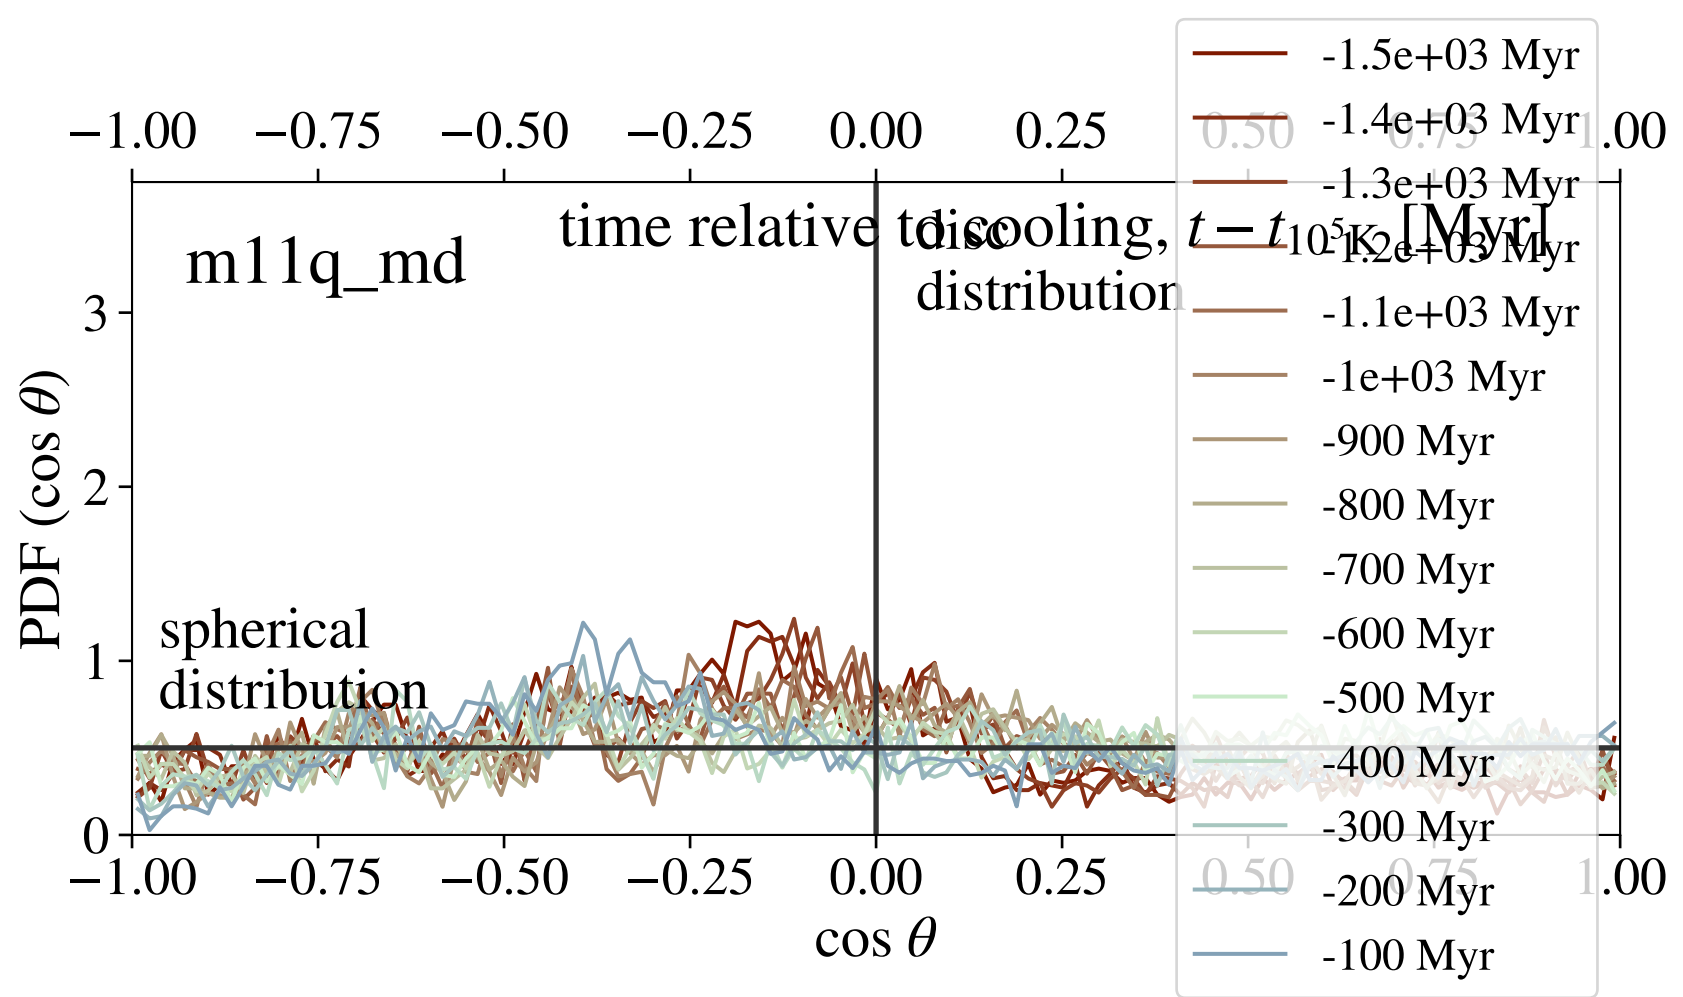 -1.5e+03 Myr
-1.4e+03 Myr
-1.3e+03 Myr
-1.2e+03 Myr
-1.1e+03 Myr
-1e+03 Myr
-900 Myr
-800 Myr
-700 Myr
-600 Myr
-500 Myr
-400 Myr
-300 Myr
-200 Myr
-100 Myr
−1.00 −0.75 −0.50 −0.25 0.00 0.25 0.50 0.75 1.00
time relative to cooling, t − t10⁵K [Myr]
m11q_md
disc
distribution
spherical
distribution
PDF (cos θ)
3
2
1
0
−1.00 −0.75 −0.50 −0.25 0.00 0.25 0.50 0.75 1.00
cos θ